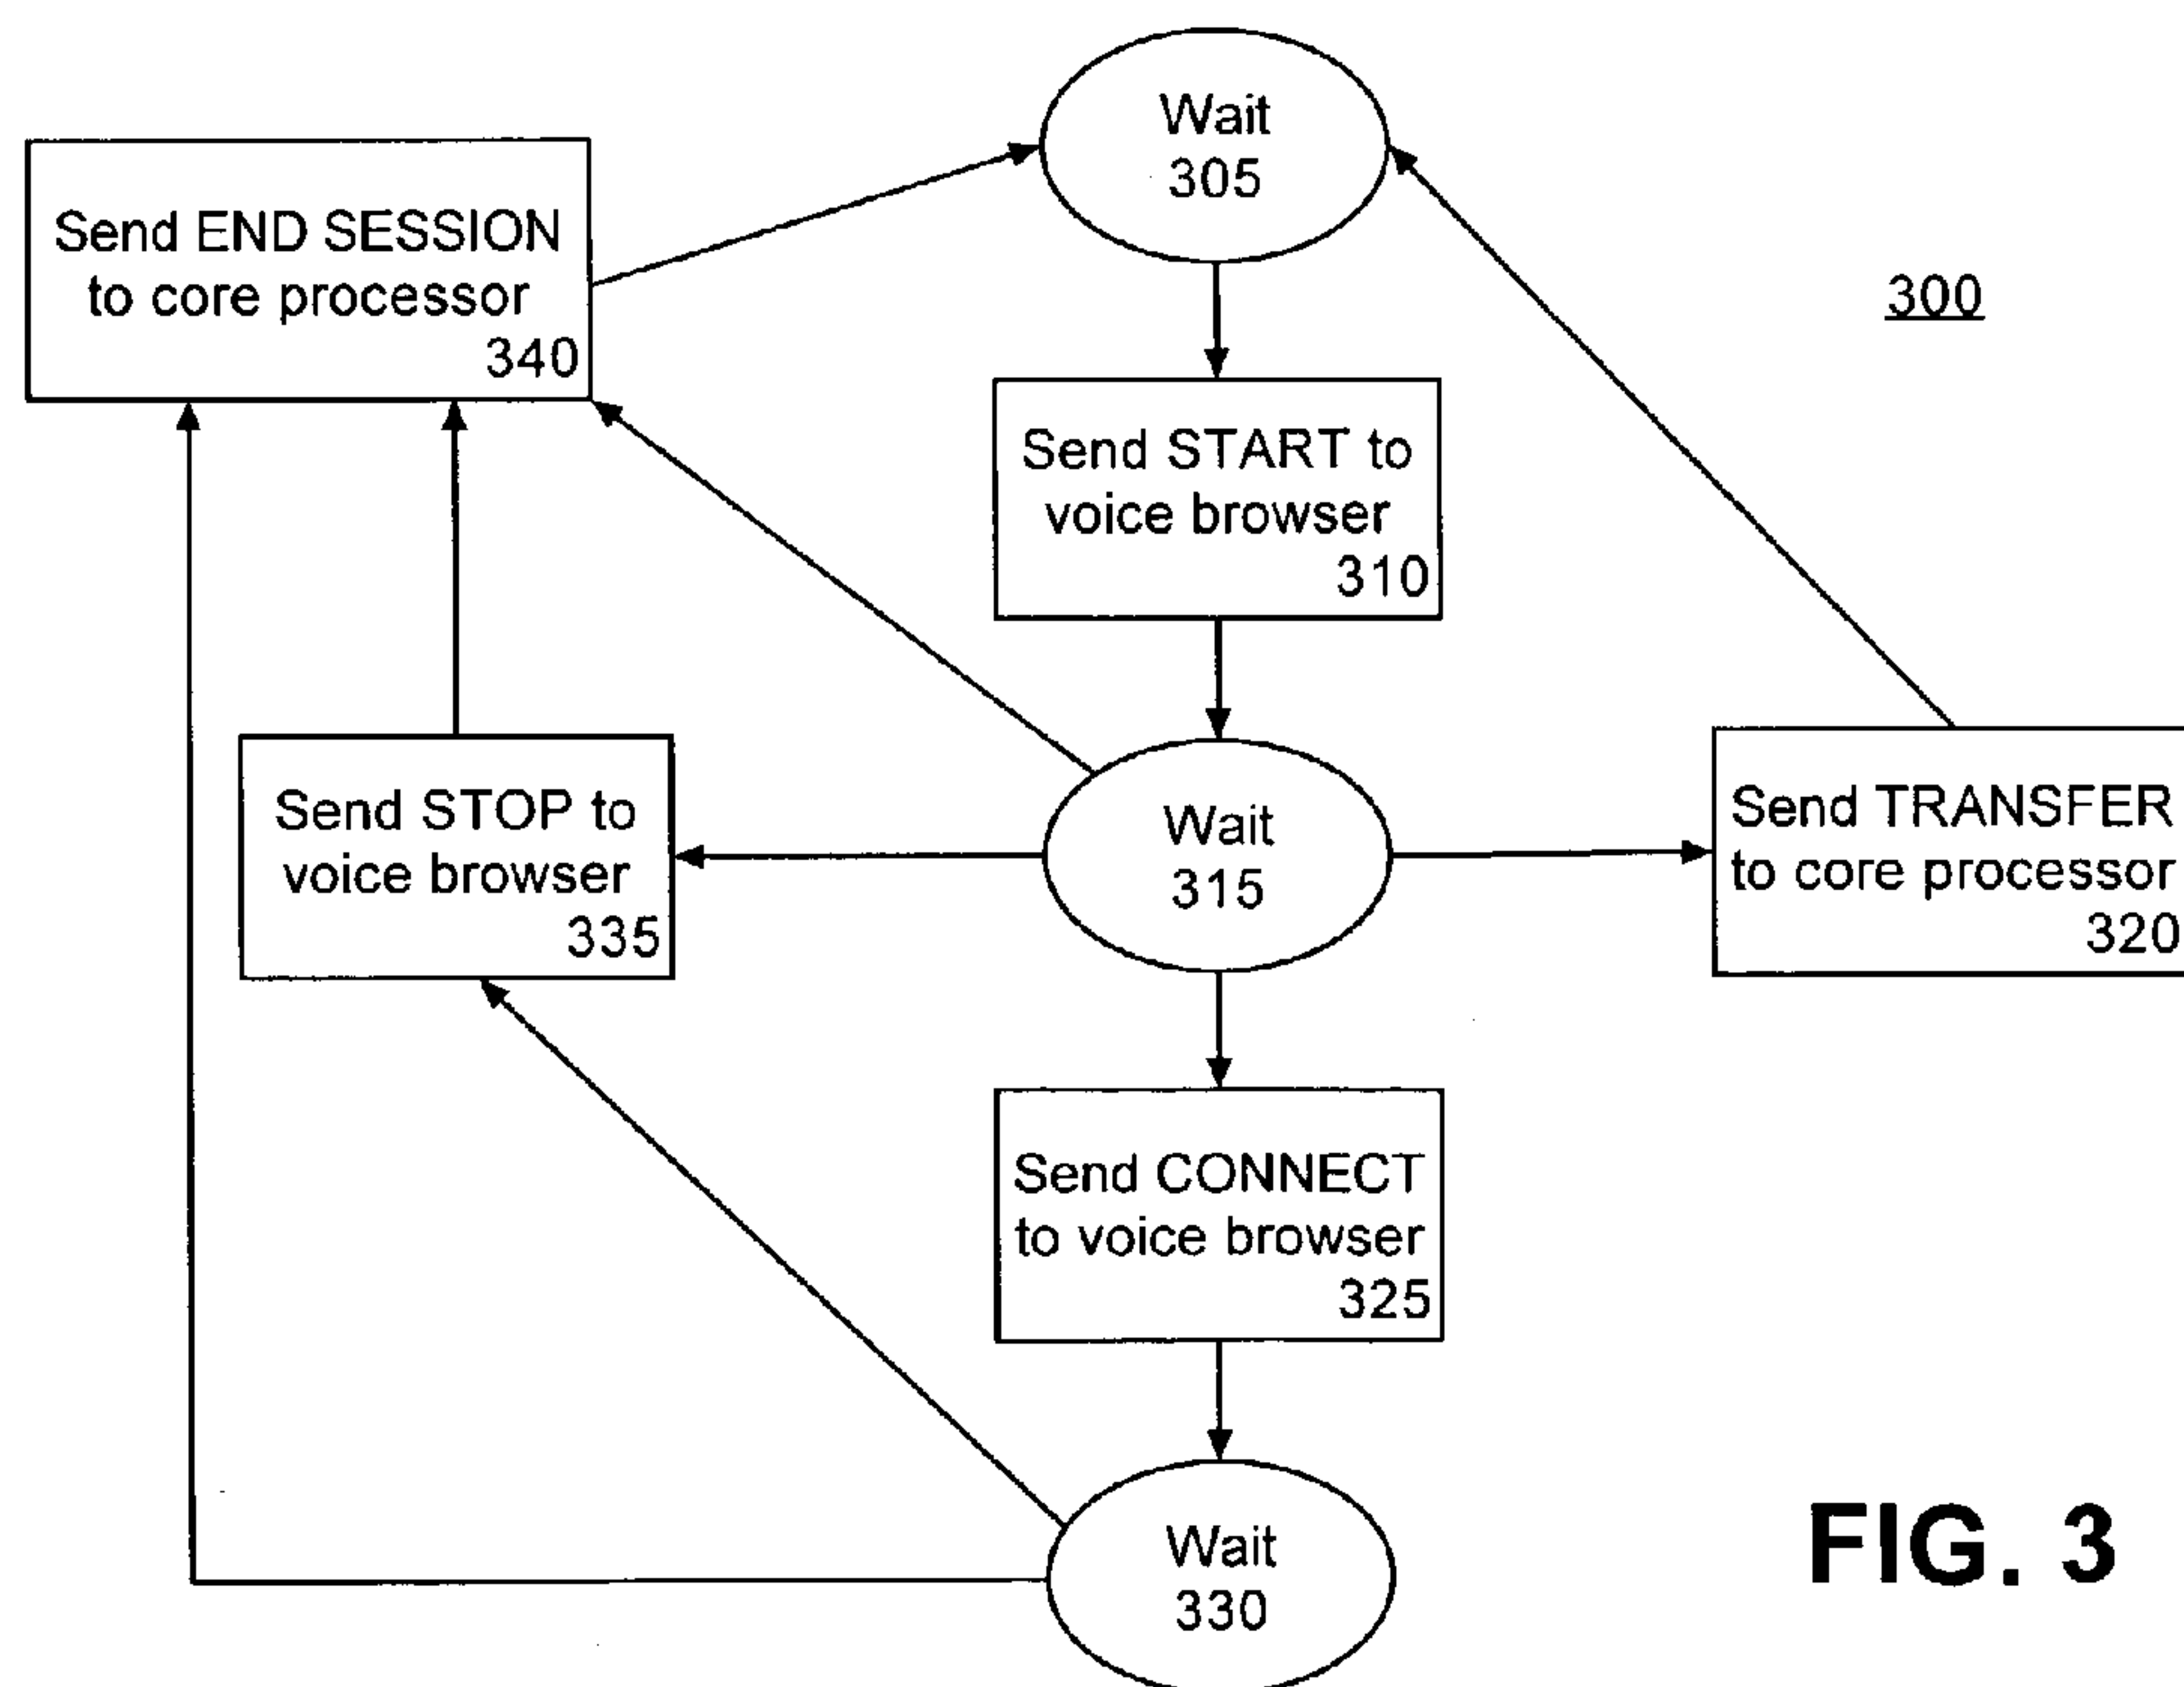 Wait
305
Send END SESSION
to core processor
340
300
Send START to
voice browser
310
Send STOP to
voice browser
335
Wait
315
Send TRANSFER
to core processor
320
Send CONNECT
to voice browser
325
Wait
330
FIG. 3